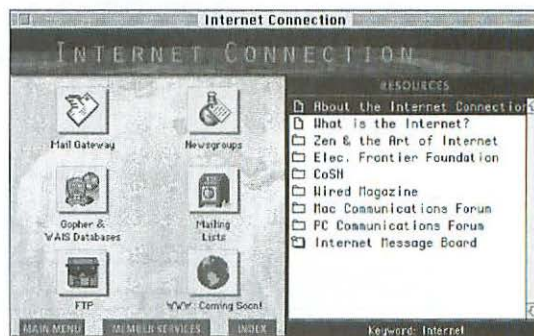 Internet Connection
INTERNET CONNECTION
Mail Gateway
Newsgroups
Gopher &
WAIS Databases
Mailing
Lists
FTP
WWW: Coming Soon!
MAIN MENU
MEMBER SERVICES
INDEX
RESOURCES
About the Internet Connection
What is the Internet?
Zen & the Art of Internet
Elec. Frontier Foundation
CoSN
Wired Magazine
Mac Communications Forum
PC Communications Forum
Internet Message Board
Keyword: Internet